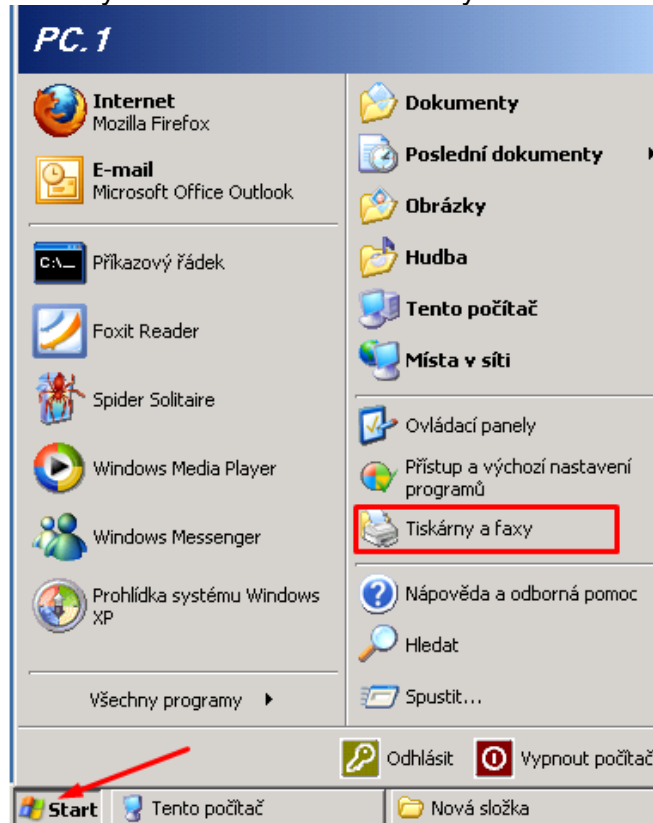 PC.1
Internet
Mozilla Firefox
E-mail
Microsoft Office Outlook
C:\_
Příkazový řádek
Foxit Reader
Spider Solitaire
Windows Media Player
Windows Messenger
Prohlídka systému Windows
XP
Všechny programy
Dokumenty
Poslední dokumenty
Obrázky
Hudba
Tento počítač
Místa v síti
Ovládací panely
Přístup a výchozí nastavení
programů
Tiskárny a faxy
Nápověda a odborná pomoc
Hledat
Spustit...
Odhlásit
Vypnout počítač
Start
Tento počítač
Nová složka